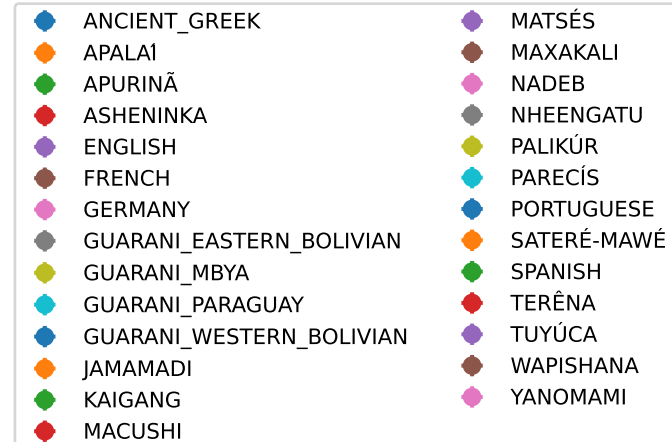 ANCIENT_GREEK
APALAÍ
APURINÃ
ASHENINKA
ENGLISH
FRENCH
GERMANY
GUARANI_EASTERN_BOLIVIAN
GUARANI_MBYA
GUARANI_PARAGUAY
GUARANI_WESTERN_BOLIVIAN
JAMAMADI
KAIGANG
MACUSHI
MATSÉS
MAXAKALI
NADEB
NHEENGATU
PALIKÚR
PARECÍS
PORTUGUESE
SATERÉ-MAWÉ
SPANISH
TERÊNA
TUYÚCA
WAPISHANA
YANOMAMI